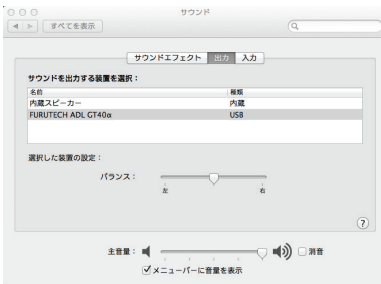 サウンド
すべてを表示
サウンドエフェクト 出力 入力
サウンドを出力する装置を選択：
名前 種類
内蔵スピーカー 内蔵
FURUTECH ADL GT40α USB
選択した装置の設定：
バランス：
左 右
?
主音量： 消音
メニューバーに音量を表示